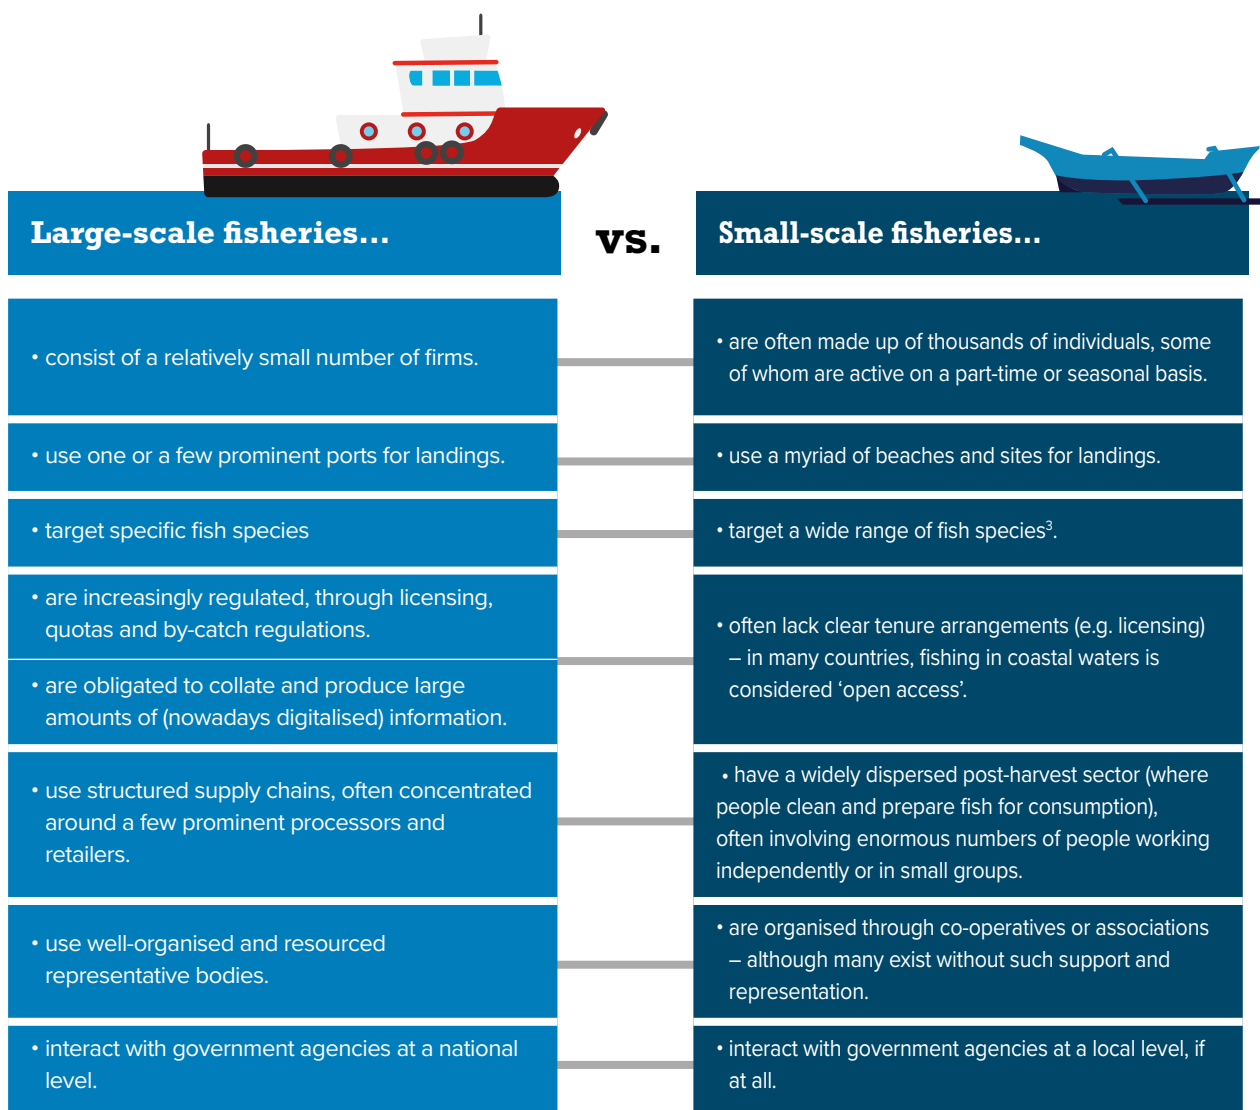 Large-scale fisheries...
vs.
Small-scale fisheries...
• consist of a relatively small number of firms.
• are often made up of thousands of individuals, some
of whom are active on a part-time or seasonal basis.
• use one or a few prominent ports for landings.
• use a myriad of beaches and sites for landings.
• target specific fish species
• target a wide range of fish species³.
• are increasingly regulated, through licensing,
quotas and by-catch regulations.
• are obligated to collate and produce large
amounts of (nowadays digitalised) information.
• often lack clear tenure arrangements (e.g. licensing)
– in many countries, fishing in coastal waters is
considered ‘open access’.
• use structured supply chains, often concentrated
around a few prominent processors and
retailers.
• have a widely dispersed post-harvest sector (where
people clean and prepare fish for consumption),
often involving enormous numbers of people working
independently or in small groups.
• use well-organised and resourced
representative bodies.
• are organised through co-operatives or associations
– although many exist without such support and
representation.
• interact with government agencies at a national
level.
• interact with government agencies at a local level, if
at all.